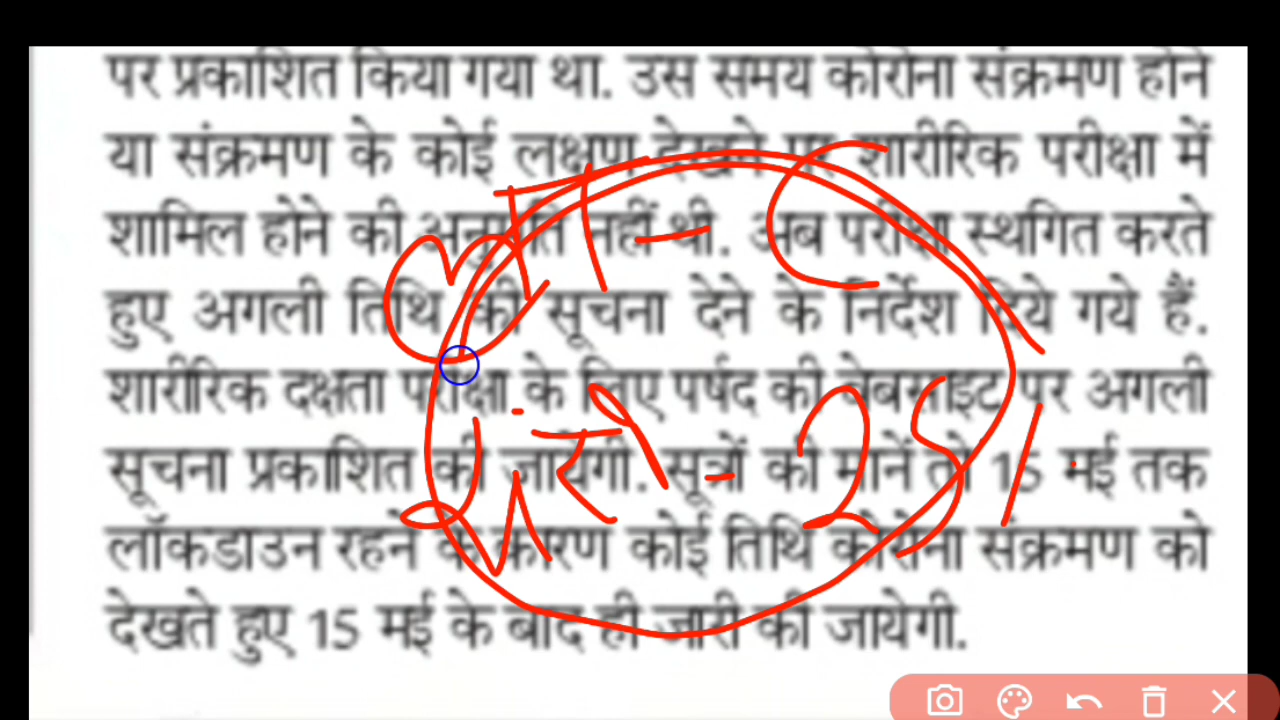 पर प्रकाशित किया गया था. उस समय कोरोना संक्रमण होने
या संक्रमण के कोई लक्षण देखने पर शारीरिक परीक्षा में
शामिल होने की अनुमति नहीं थी. अब परीक्षा स्थगित करते
हुए अगली तिथि की सूचना देने के निर्देश दिये गये हैं.
शारीरिक दक्षता परीक्षा के लिए पर्षद की वेबसाइट पर अगली
सूचना प्रकाशित की जायेगी. सूत्रों की मानें तो 15 मई तक
लॉकडाउन रहने के कारण कोई तिथि कोरोना संक्रमण को
देखते हुए 15 मई के बाद ही जारी की जायेगी.